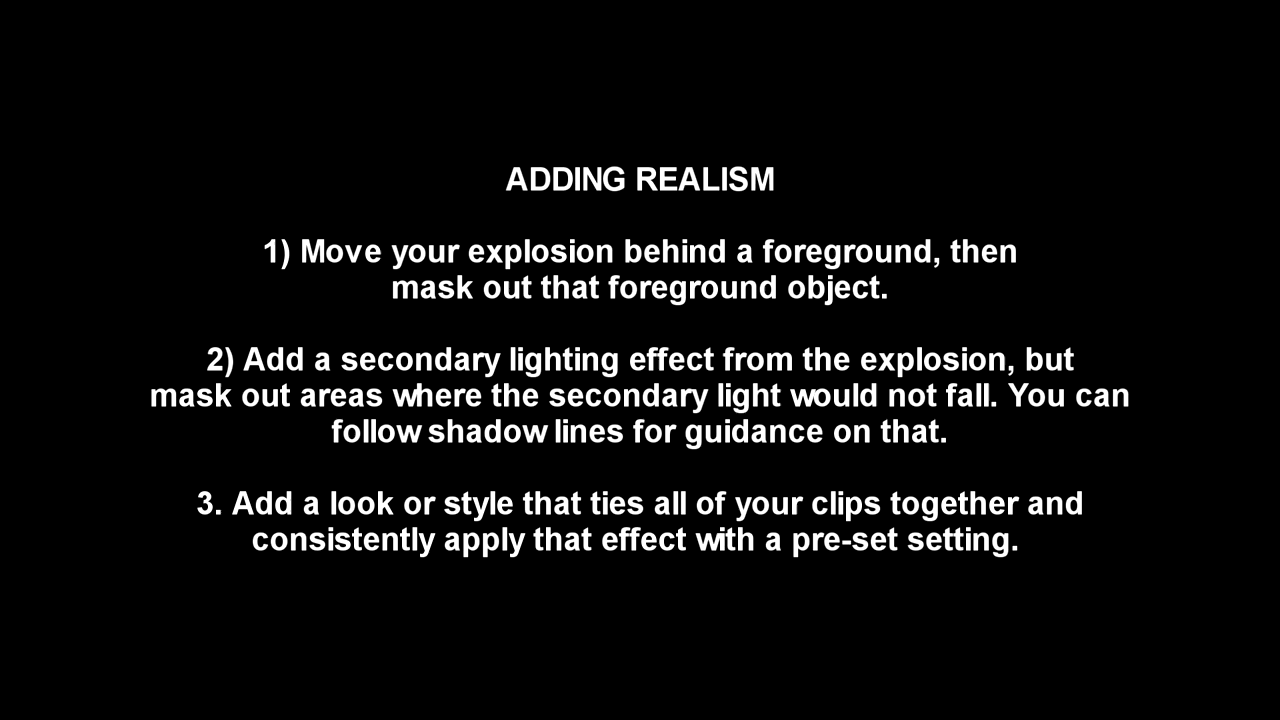 ADDING REALISM
1) Move your explosion behind a foreground, then
mask out that foreground object.
2) Add a secondary lighting effect from the explosion, but
mask out areas where the secondary light would not fall. You can
follow shadow lines for guidance on that.
3. Add a look or style that ties all of your clips together and
consistently apply that effect with a pre-set setting.